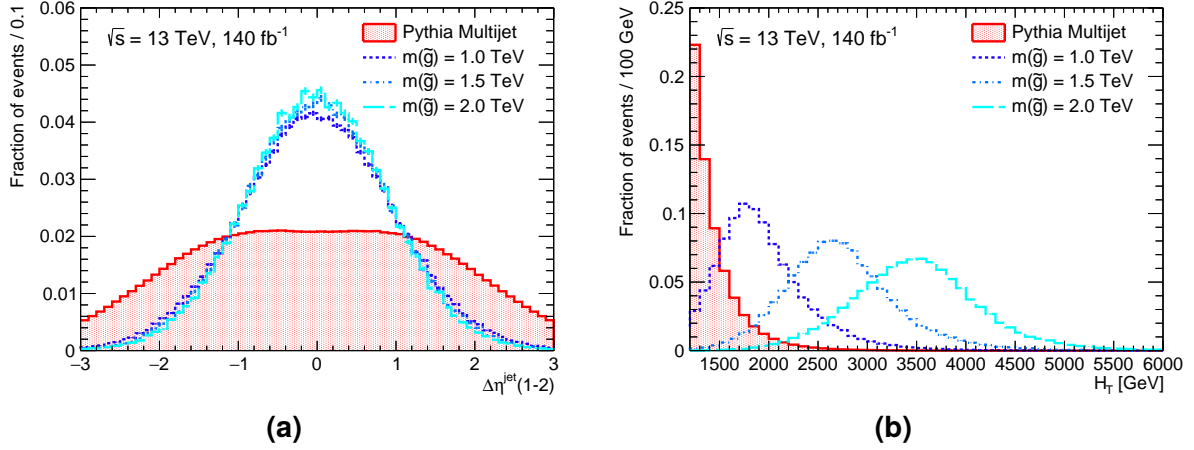 Fraction of events / 0.1
√s = 13 TeV, 140 fb⁻¹
Pythia Multijet
m(g̃) = 1.0 TeV
m(g̃) = 1.5 TeV
m(g̃) = 2.0 TeV
0.06
0.05
0.04
0.03
0.02
0.01
0
−3 −2 −1 0 1 2 3
Δη^jet(1-2)
(a)
Fraction of events / 100 GeV
√s = 13 TeV, 140 fb⁻¹
Pythia Multijet
m(g̃) = 1.0 TeV
m(g̃) = 1.5 TeV
m(g̃) = 2.0 TeV
0.25
0.2
0.15
0.1
0.05
0
1500 2000 2500 3000 3500 4000 4500 5000 5500 6000
H_T [GeV]
(b)